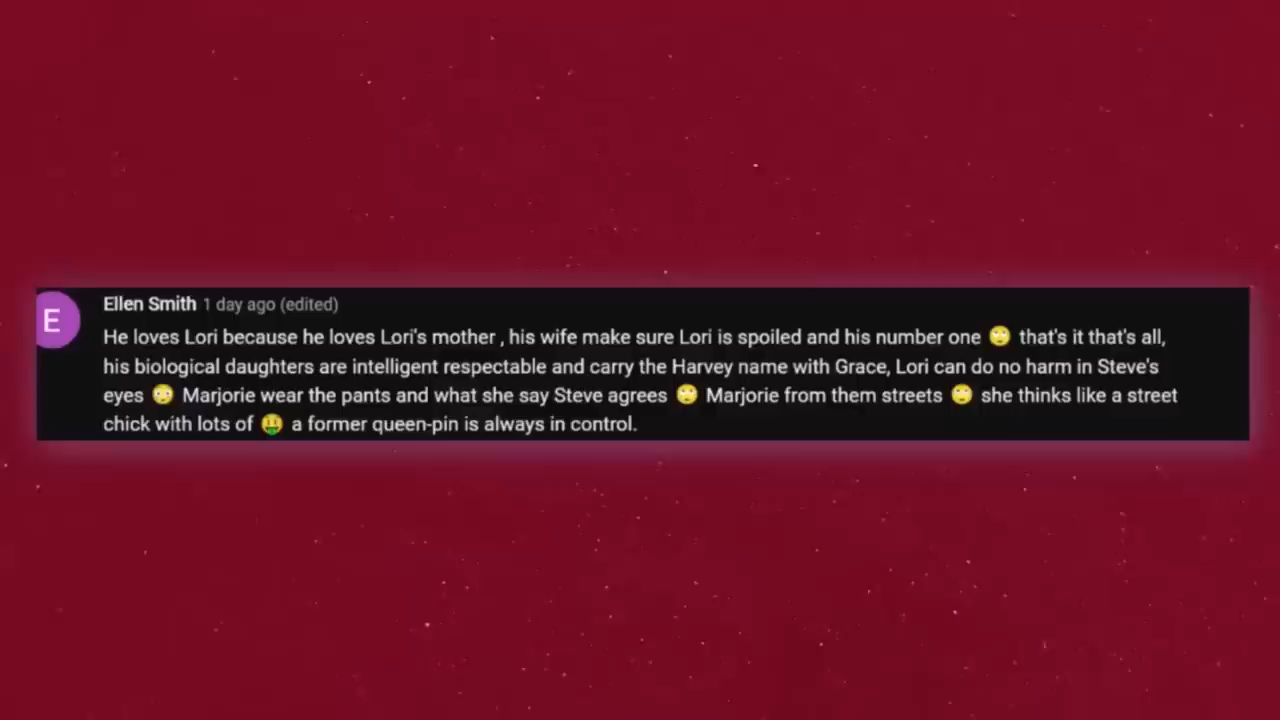 E
Ellen Smith 1 day ago (edited)
He loves Lori because he loves Lori's mother , his wife make sure Lori is spoiled and his number one 🙄 that's it that's all,
his biological daughters are intelligent respectable and carry the Harvey name with Grace, Lori can do no harm in Steve's
eyes 😳 Marjorie wear the pants and what she say Steve agrees 🙄 Marjorie from them streets 🙄 she thinks like a street
chick with lots of 🤑 a former queen-pin is always in control.